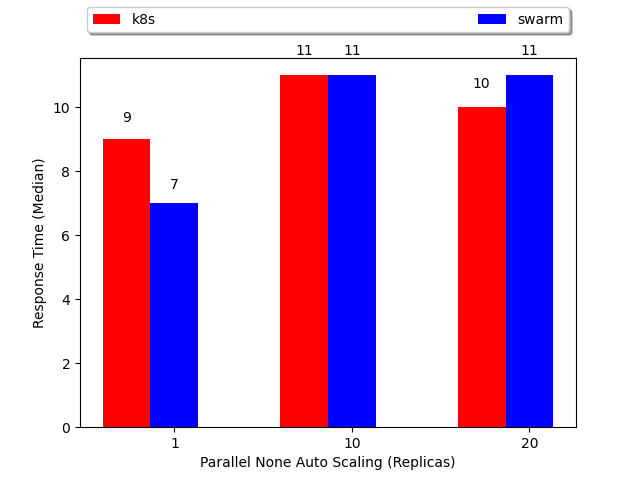 k8s swarm
11 11 11
10
9
7
10
8
6
4
2
0
Response Time (Median)
1 10 20
Parallel None Auto Scaling (Replicas)